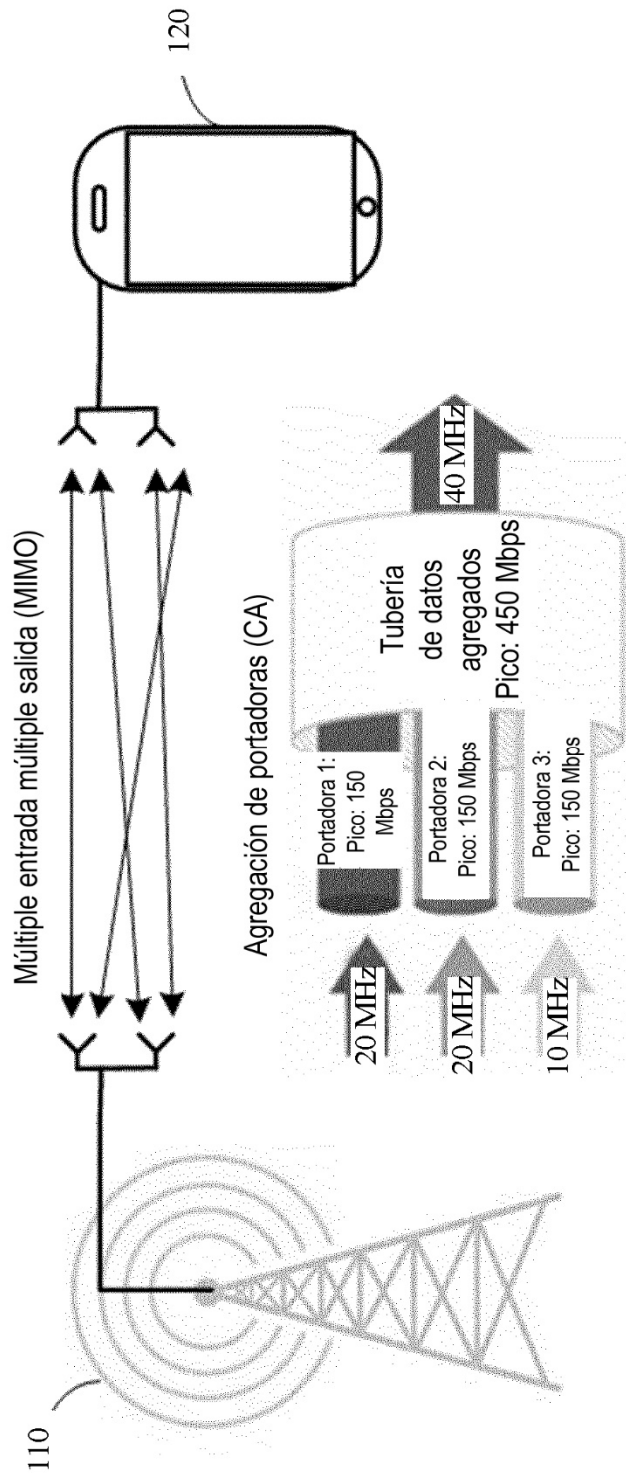 110
120
Múltiple entrada múltiple salida (MIMO)
Agregación de portadoras (CA)
20 MHz
20 MHz
10 MHz
Portadora 1:
Pico: 150
Mbps
Portadora 2:
Pico: 150 Mbps
Portadora 3:
Pico: 150 Mbps
Tubería
de datos
agregados
Pico: 450 Mbps
40 MHz